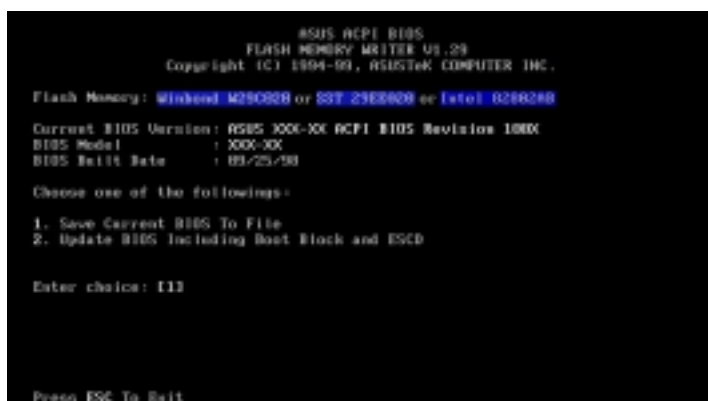 ASUS ACPI BIOS
FLASH MEMORY WRITER V1.29
Copyright (C) 1994-99, ASUSTeK COMPUTER INC.
Flash Memory: Winbond W29C020 or SST 29EE020 or Intel 82802AB
Current BIOS Version: ASUS XXX-XX ACPI BIOS Revision 100X
BIOS Model : XXX-XX
BIOS Built Date : 09/25/98
Choose one of the followings:
1. Save Current BIOS To File
2. Update BIOS Including Boot Block and ESCD
Enter choice: [1]
Press ESC To Exit